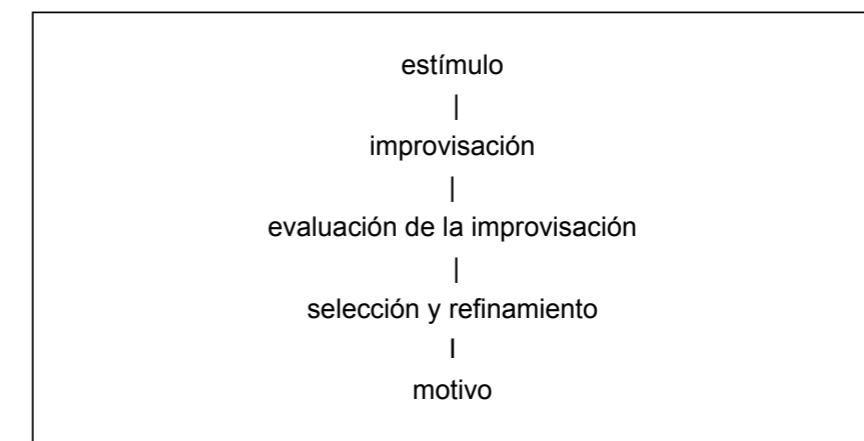 estímulo
|
improvisación
|
evaluación de la improvisación
|
selección y refinamiento
I
motivo